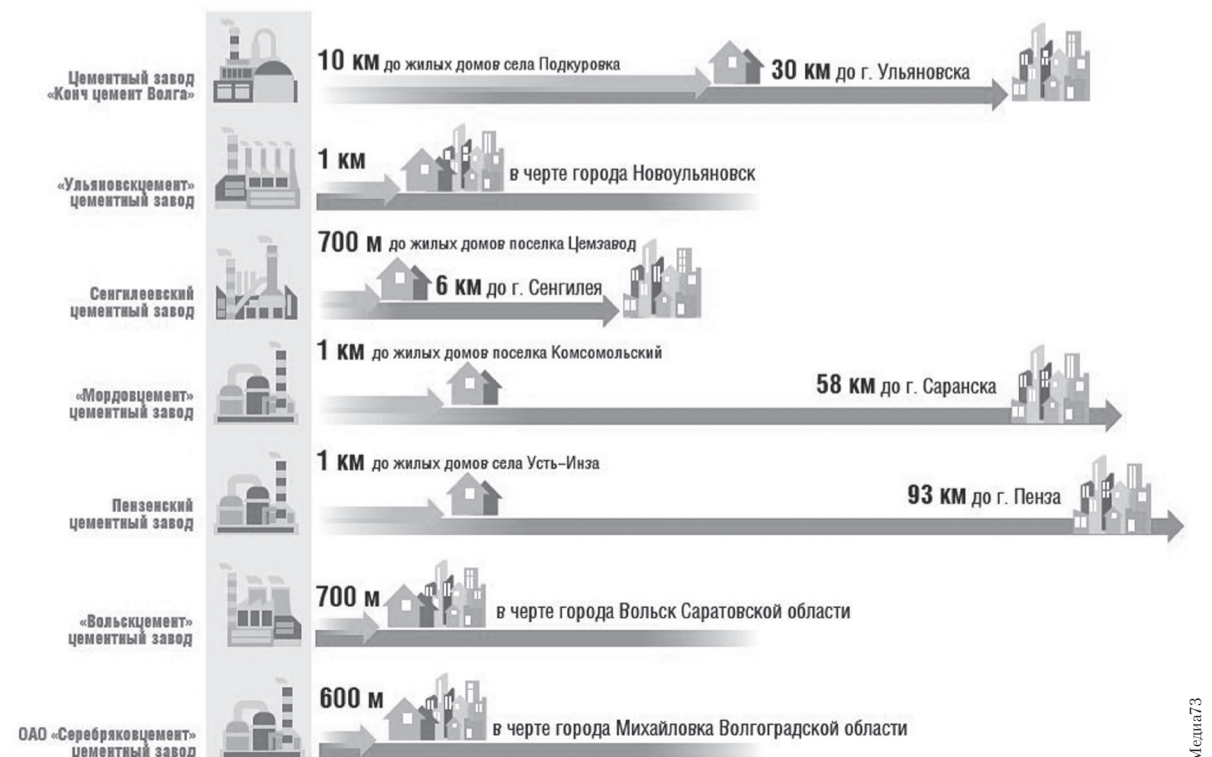 Цементный завод
«Конч цемент Волга»
10 км до жилых домов села Подкуровка
30 км до г. Ульяновска
«Ульяновскцемент»
цементный завод
1 км
в черте города Новоульяновск
Сенгилеевский
цементный завод
700 м до жилых домов поселка Цемзавод
6 км до г. Сенгилея
«Мордовцемент»
цементный завод
1 км до жилых домов поселка Комсомольский
58 км до г. Саранска
Пензенский
цементный завод
1 км до жилых домов села Усть-Инза
93 км до г. Пенза
«Вольскцемент»
цементный завод
700 м
в черте города Вольск Саратовской области
ОАО «Серебряковцемент»
цементный завод
600 м
в черте города Михайловка Волгоградской области
Медиа73